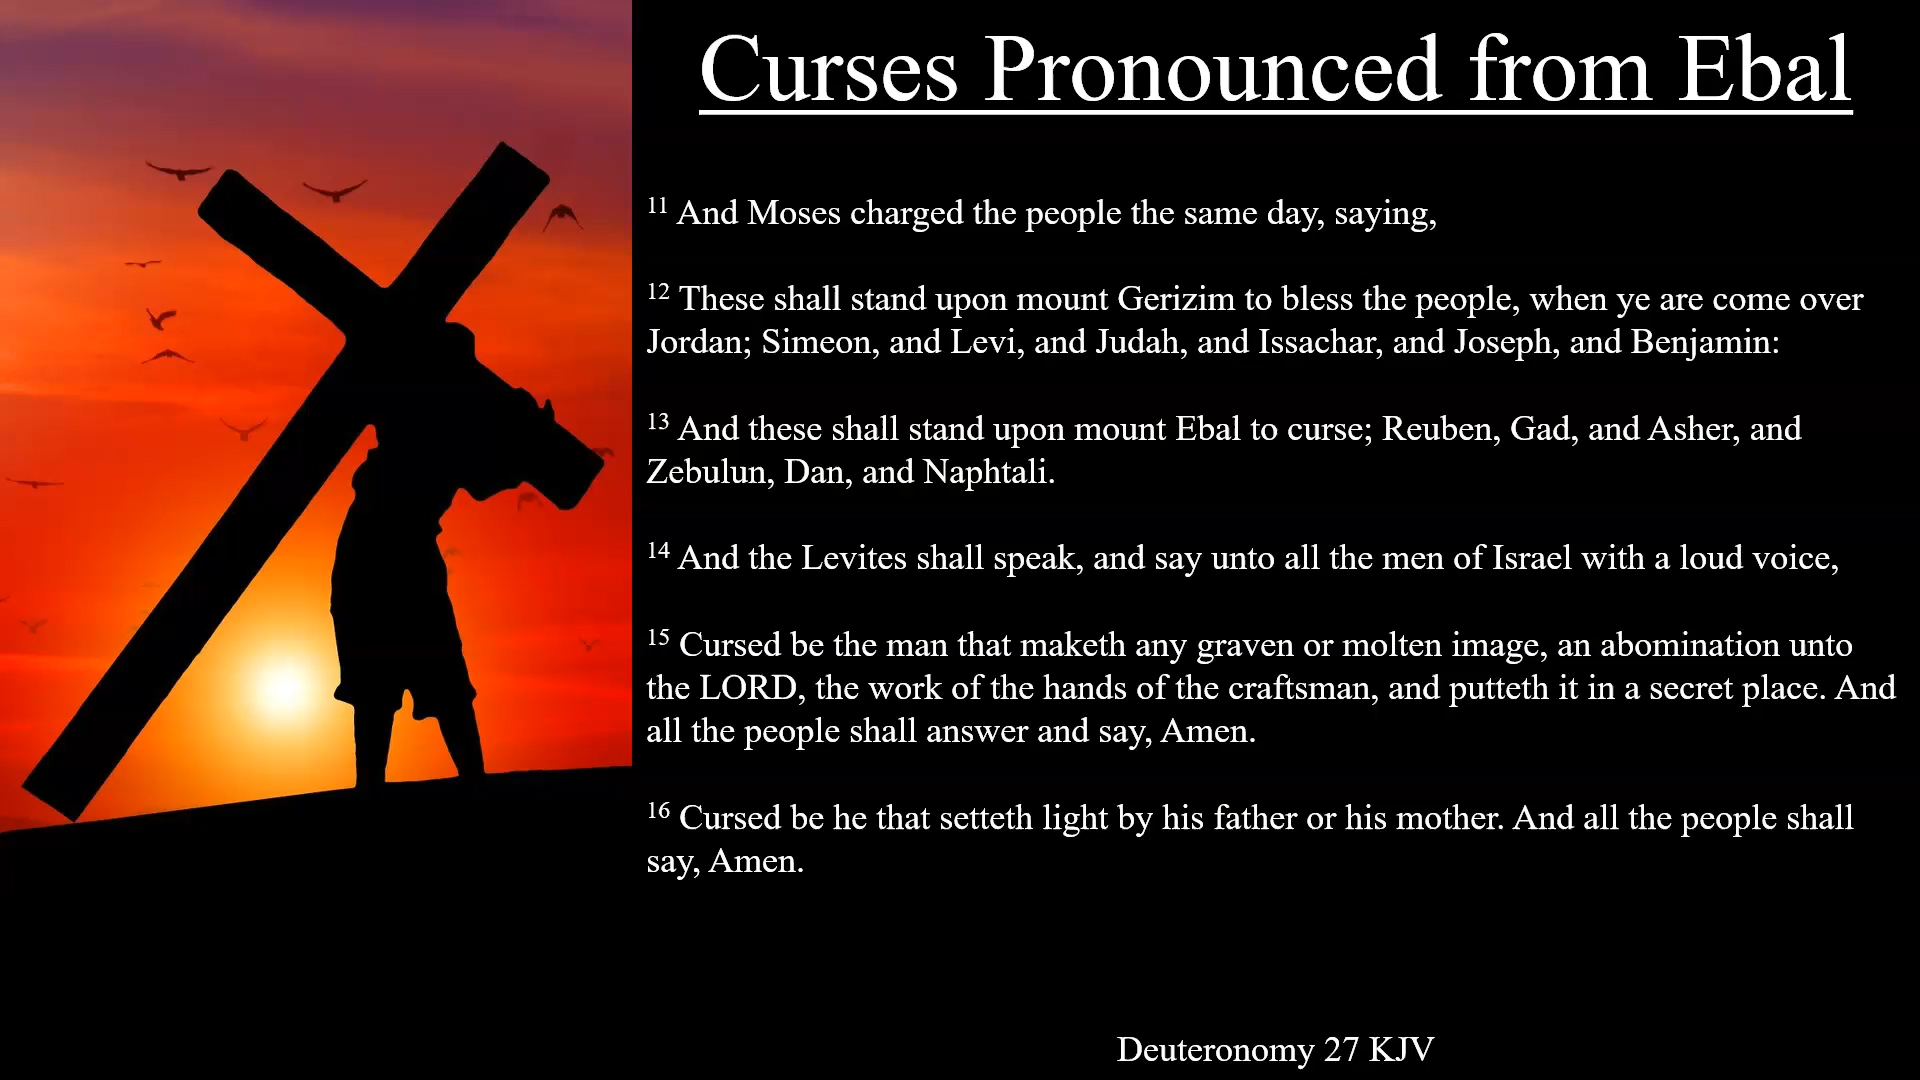 Curses Pronounced from Ebal
11 And Moses charged the people the same day, saying,
12 These shall stand upon mount Gerizim to bless the people, when ye are come over
Jordan; Simeon, and Levi, and Judah, and Issachar, and Joseph, and Benjamin:
13 And these shall stand upon mount Ebal to curse; Reuben, Gad, and Asher, and
Zebulun, Dan, and Naphtali.
14 And the Levites shall speak, and say unto all the men of Israel with a loud voice,
15 Cursed be the man that maketh any graven or molten image, an abomination unto
the LORD, the work of the hands of the craftsman, and putteth it in a secret place. And
all the people shall answer and say, Amen.
16 Cursed be he that setteth light by his father or his mother. And all the people shall
say, Amen.
Deuteronomy 27 KJV